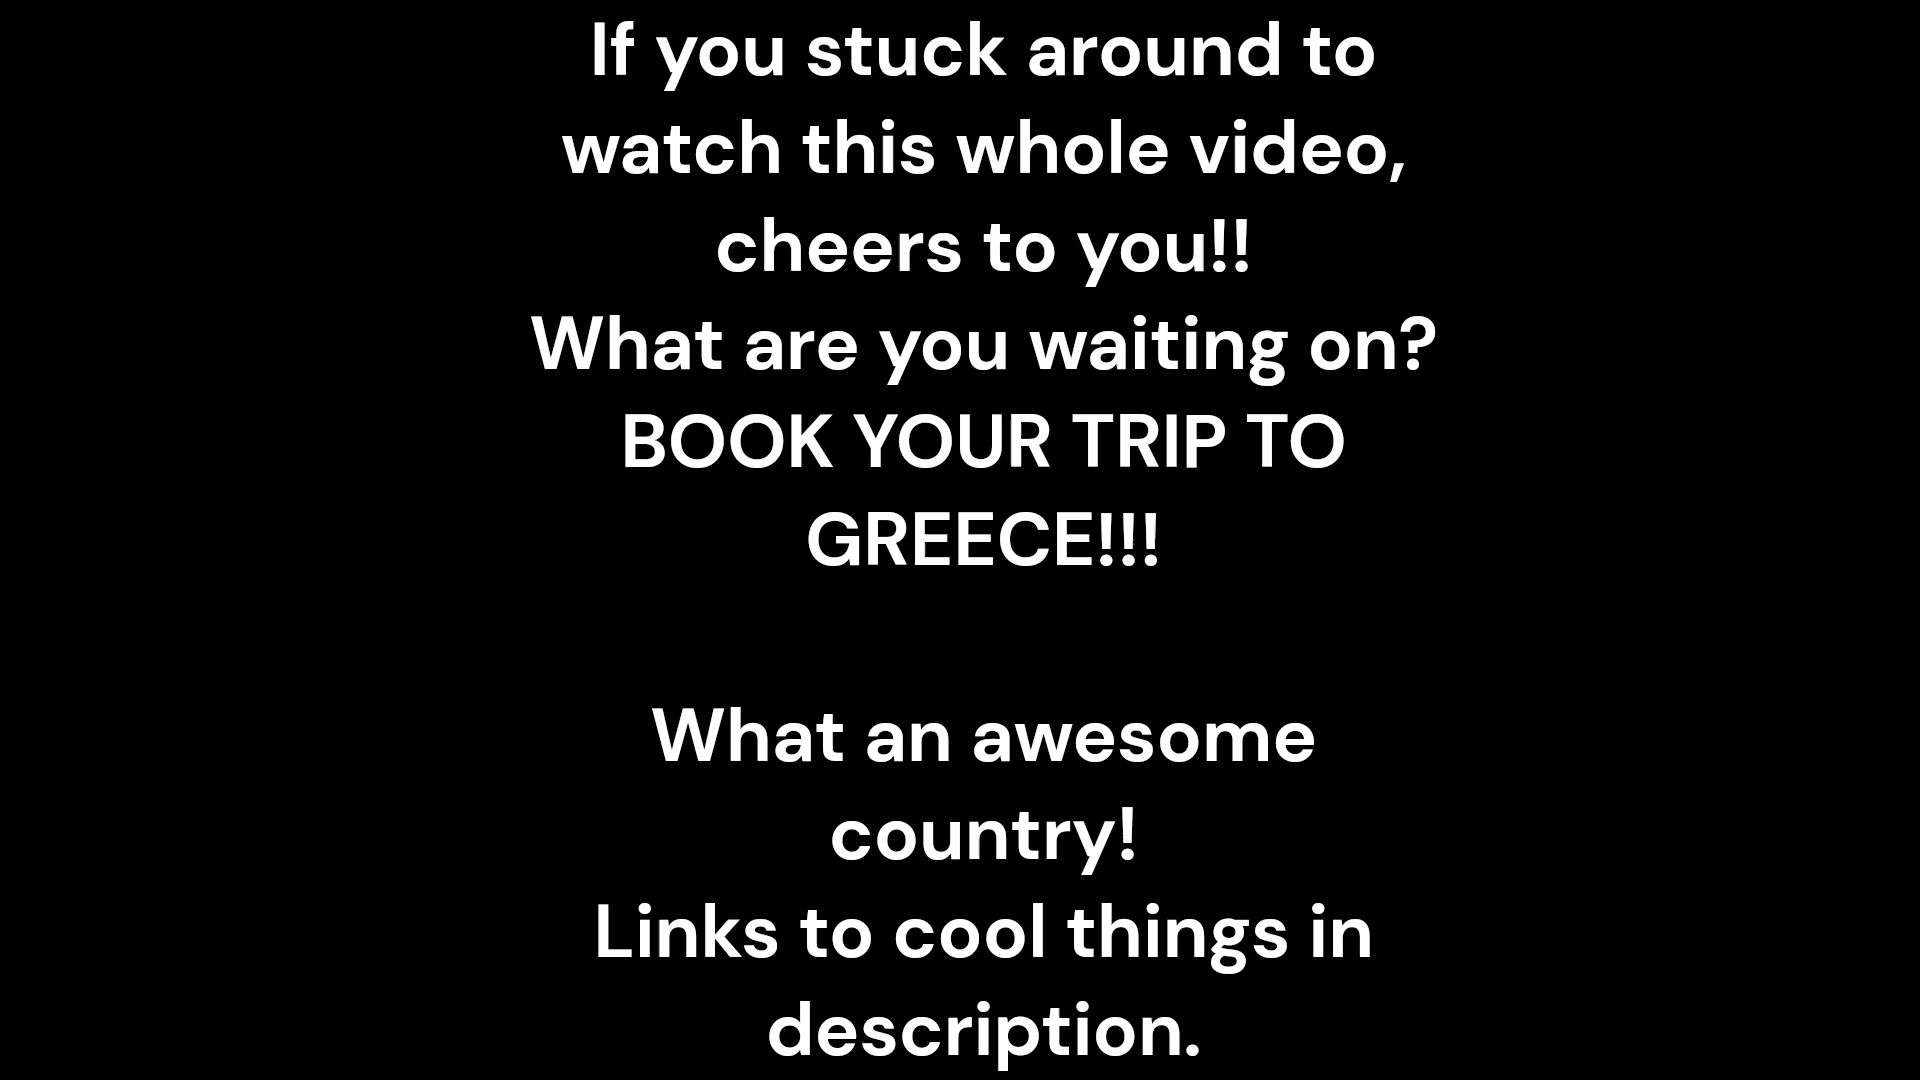 If you stuck around to
watch this whole video,
cheers to you!!
What are you waiting on?
BOOK YOUR TRIP TO
GREECE!!!
What an awesome
country!
Links to cool things in
description.